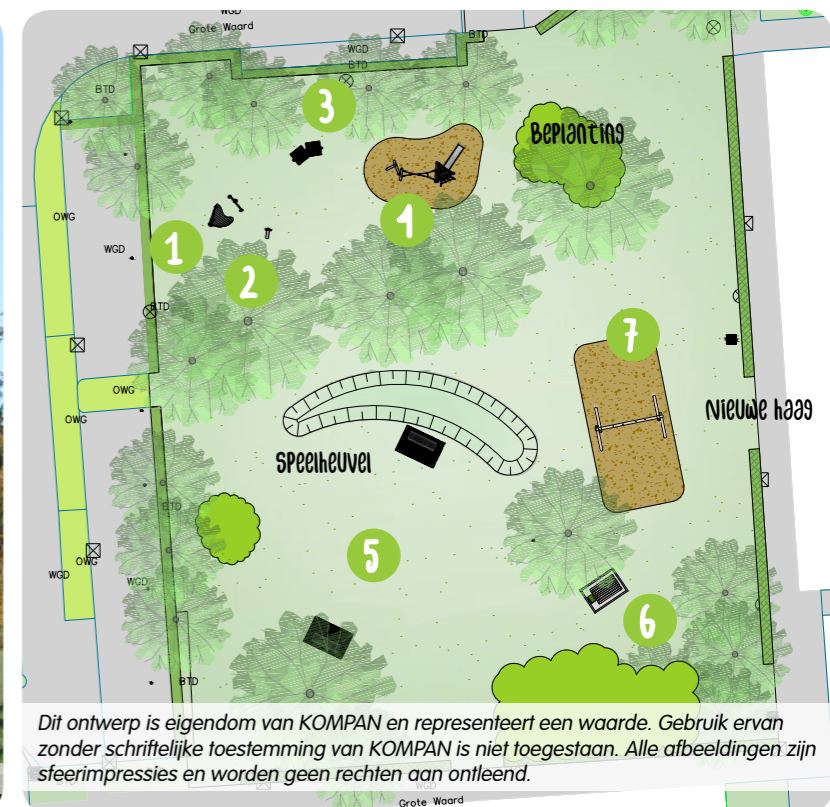 WGD
Grote Waard
WGD
BTD
BTD
BTD
3
Beplanting
OWG
1
1
WGD
2
BTD
7
OWG
Nieuwe haag
OWG
Speelheuvel
BTD
5
OWG
WGD
WGD
6
BTD
Dit ontwerp is eigendom van KOMPAN en representeert een waarde. Gebruik ervan
zonder schriftelijke toestemming van KOMPAN is niet toegestaan. Alle afbeeldingen zijn
sfeerimpressies en worden geen rechten aan ontleend.
WGD
Grote Waard